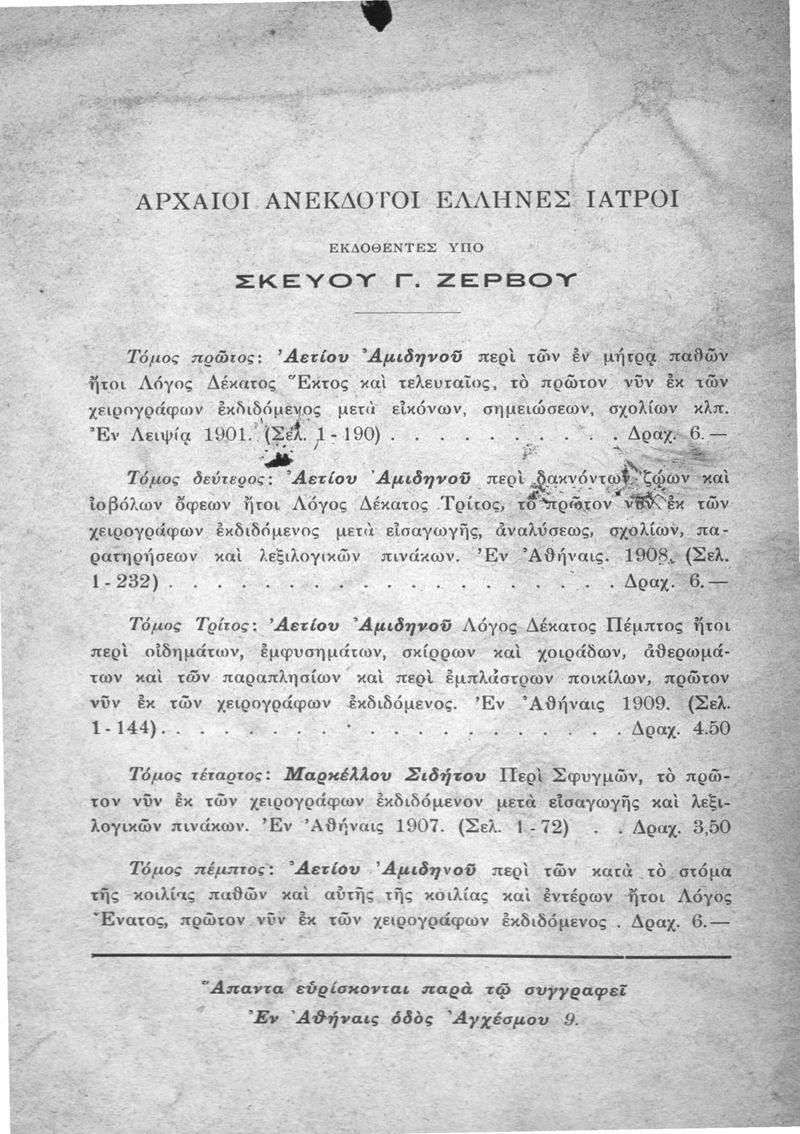 ΑΡΧΑΙΟΙ ΑΝΕΚΔΟΤΟΙ ΕΛΛΗΝΕΣ ΙΑΤΡΟΙ
ΕΚΔΟΘΕΝΤΕΣ ΥΠΟ
ΣΚΕΥΟΥ Γ. ΖΕΡΒΟΥ
Τόμος πρῶτος: Ἀετίου Ἀμιδηνοῦ περὶ τῶν ἐν μήτρᾳ παθῶν
ἤτοι Λόγος Δέκατος Ἕκτος καὶ τελευταῖος, τὸ πρῶτον νῦν ἐκ τῶν
χειρογράφων ἐκδιδόμενος μετὰ εἰκόνων, σημειώσεων, σχολίων κλπ.
Ἐν Λειψίᾳ 1901. (Σελ. 1-190) . . . . . . . . . . Δραχ. 6.—
Τόμος δεύτερος: Ἀετίου Ἀμιδηνοῦ περὶ δακνόντων ζῴων καὶ
ἰοβόλων ὄφεων ἤτοι Λόγος Δέκατος Τρίτος, τὸ πρῶτον νῦν ἐκ τῶν
χειρογράφων ἐκδιδόμενος μετὰ εἰσαγωγῆς, ἀναλύσεως, σχολίων, πα-
ρατηρήσεων καὶ λεξιλογικῶν πινάκων. Ἐν Ἀθήναις. 1908. (Σελ.
1-232) . . . . . . . . . . . . . . . . . . . Δραχ. 6.—
Τόμος Τρίτος: Ἀετίου Ἀμιδηνοῦ Λόγος Δέκατος Πέμπτος ἤτοι
περὶ οἰδημάτων, ἐμφυσημάτων, σκίρρων καὶ χοιράδων, ἀθερωμά-
των καὶ τῶν παραπλησίων καὶ περὶ ἐμπλάστρων ποικίλων, πρῶτον
νῦν ἐκ τῶν χειρογράφων ἐκδιδόμενος. Ἐν Ἀθήναις 1909. (Σελ.
1-144) . . . . . . . . . . . . . . . . . . . Δραχ. 4.50
Τόμος τέταρτος: Μαρκέλλου Σιδήτου Περὶ Σφυγμῶν, τὸ πρῶ-
τον νῦν ἐκ τῶν χειρογράφων ἐκδιδόμενον μετὰ εἰσαγωγῆς καὶ λεξι-
λογικῶν πινάκων. Ἐν Ἀθήναις 1907. (Σελ. 1-72) . . Δραχ. 3,50
Τόμος πέμπτος: Ἀετίου Ἀμιδηνοῦ περὶ τῶν κατὰ τὸ στόμα
τῆς κοιλίας παθῶν καὶ αὐτῆς τῆς κοιλίας καὶ ἐντέρων ἤτοι Λόγος
Ἔνατος, πρῶτον νῦν ἐκ τῶν χειρογράφων ἐκδιδόμενος . Δραχ. 6.—
Ἅπαντα εὑρίσκονται παρὰ τῷ συγγραφεῖ
Ἐν Ἀθήναις ὁδὸς Ἀγχέσμου 9.